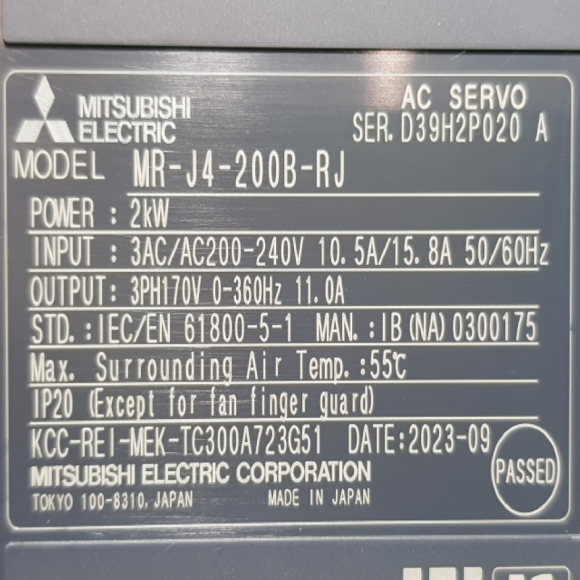 MITSUBISHI
ELECTRIC
AC SERVO
SER. D39H2P020 A
MODEL MR-J4-200B-RJ
POWER : 2kW
INPUT : 3AC/AC200-240V 10.5A/15.8A 50/60Hz
OUTPUT: 3PH170V 0-360Hz 11.0A
STD.:IEC/EN 61800-5-1 MAN.:IB(NA)0300175
Max. Surrounding Air Temp.:55℃
IP20 (Except for fan finger guard)
KCC-REI-MEK-TC300A723G51 DATE:2023-09
MITSUBISHI ELECTRIC CORPORATION
TOKYO 100-8310, JAPAN MADE IN JAPAN
PASSED